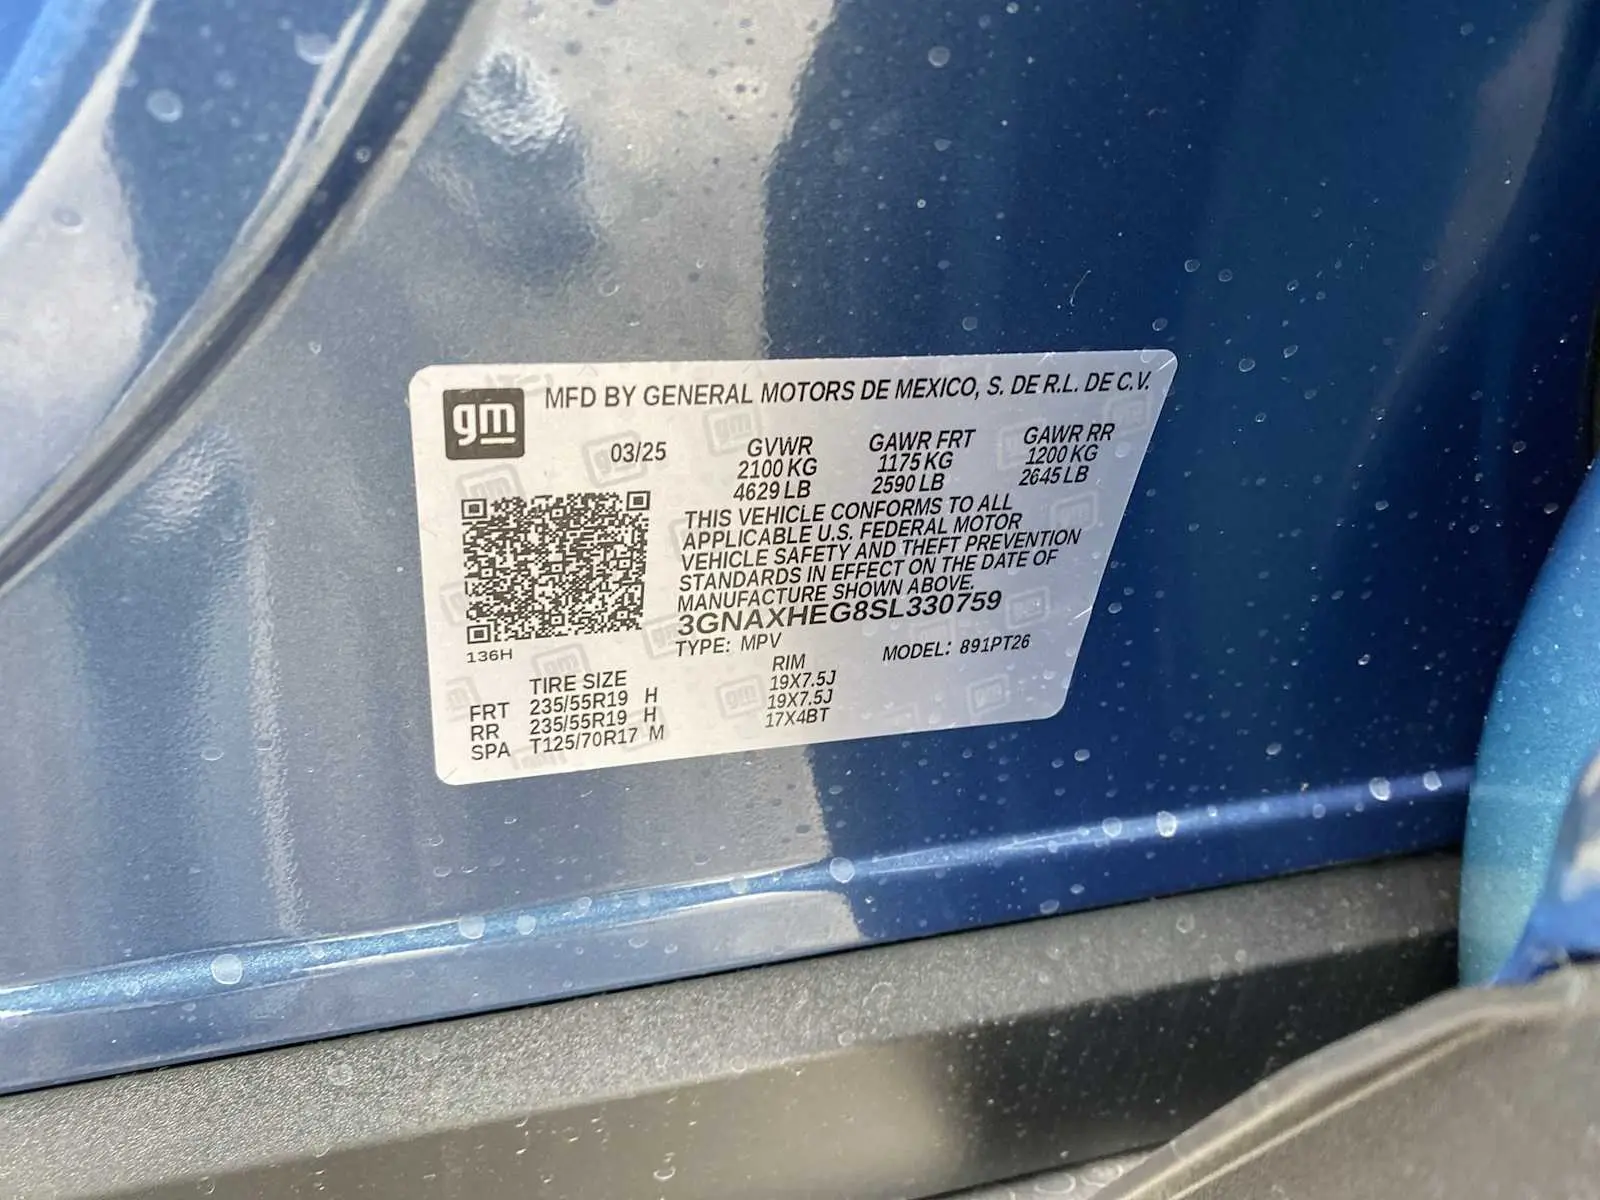 gm
MFD BY GENERAL MOTORS DE MEXICO, S. DE R.L. DE C.V.
03/25
GVWR GAWR FRT GAWR RR
2100 KG 1175 KG 1200 KG
4629 LB 2590 LB 2645 LB
THIS VEHICLE CONFORMS TO ALL
APPLICABLE U.S. FEDERAL MOTOR
VEHICLE SAFETY AND THEFT PREVENTION
STANDARDS IN EFFECT ON THE DATE OF
MANUFACTURE SHOWN ABOVE.
3GNAXHEG8SL330759
136H
TYPE: MPV MODEL: 891PT26
TIRE SIZE RIM
FRT 235/55R19 H 19X7.5J
RR 235/55R19 H 19X7.5J
SPA T125/70R17 M 17X4BT